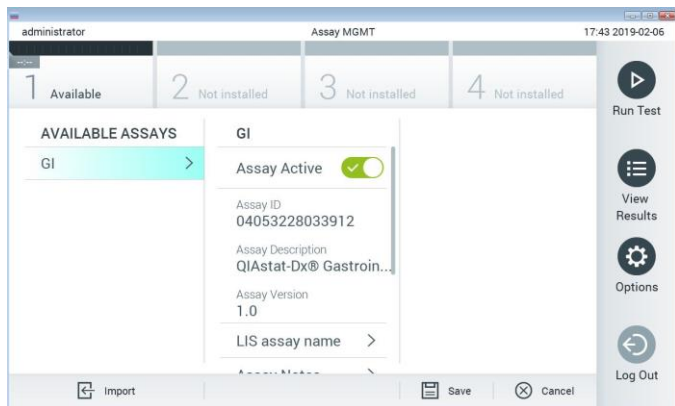 administrator Assay MGMT 17:43 2019-02-06
--:--
1 Available 2 Not installed 3 Not installed 4 Not installed
Run Test
AVAILABLE ASSAYS GI
GI > Assay Active
Assay ID
04053228033912
View
Results
Assay Description
QIAstat-Dx® Gastroin...
Options
Assay Version
1.0
LIS assay name >
Assay Notes
Log Out
Import Save Cancel